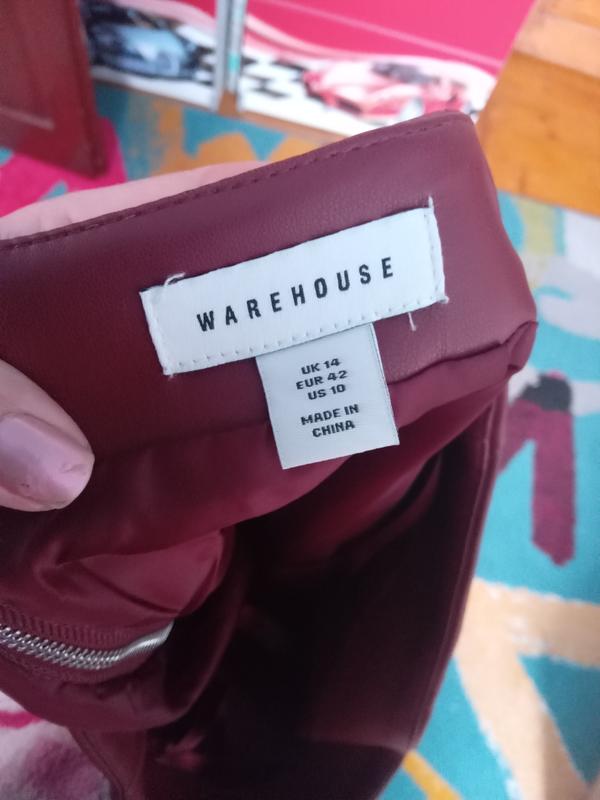 WAREHOUSE
UK 14
EUR 42
US 10
MADE IN
CHINA